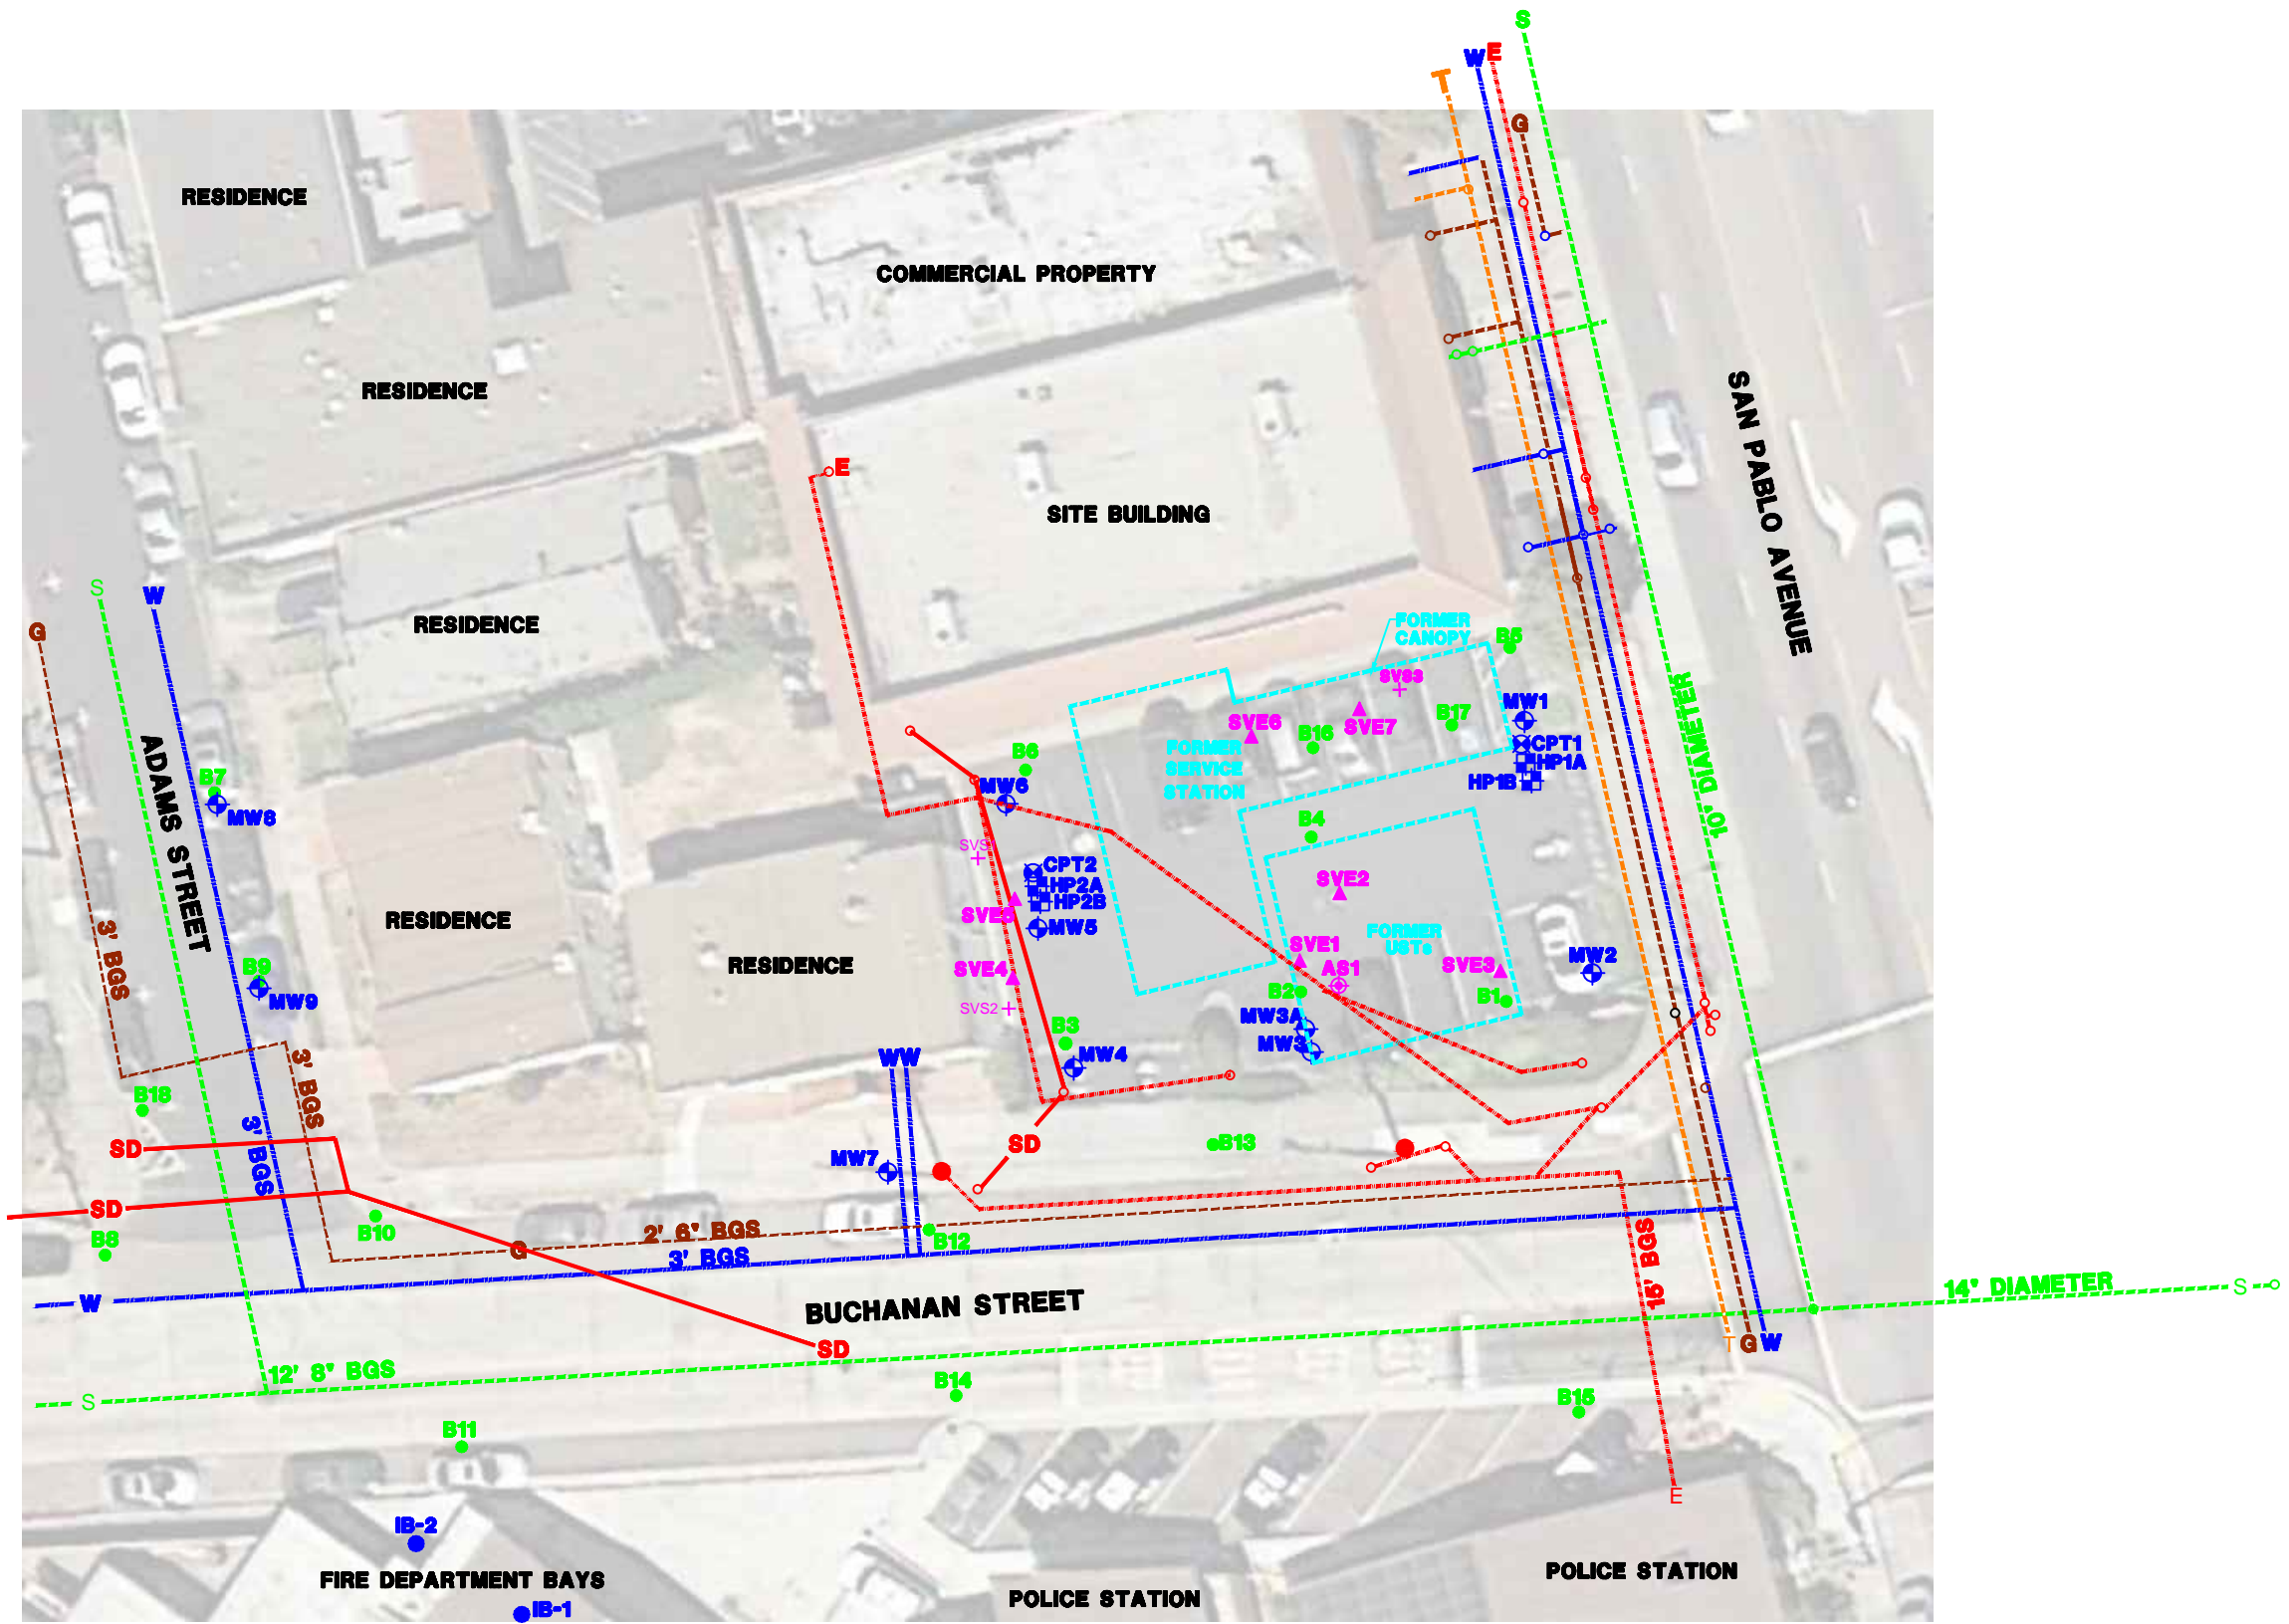 S
W
E
T
G
RESIDENCE
COMMERCIAL PROPERTY
RESIDENCE
SAN PABLO AVENUE
E
SITE BUILDING
S
W
G
RESIDENCE
FORMER
CANOPY
B5
SVS3
MW1
SVE6
SVE7
B17
B16
10' DIAMETER
ADAMS STREET
FORMER
SERVICE
STATION
CPT1
HP1A
HP1B
B6
MW6
B7
MW8
B4
SVS
CPT2
HP2A
HP2B
SVE5
MW5
SVE2
RESIDENCE
RESIDENCE
FORMER
USTs
3' BGS
B9
MW9
SVE4
SVS2
SVE1
AS1
SVE3
MW2
B2
B1
MW3A
MW3
B3
MW4
WW
3' BGS
B18
3' BGS
SD
SD
B13
MW7
SD
B8
B10
G
2' 6" BGS
B12
3' BGS
15' BGS
W
BUCHANAN STREET
14" DIAMETER
S
SD
T
G
W
12' 8" BGS
S
B14
B15
B11
E
IB-2
FIRE DEPARTMENT BAYS
IB-1
POLICE STATION
POLICE STATION